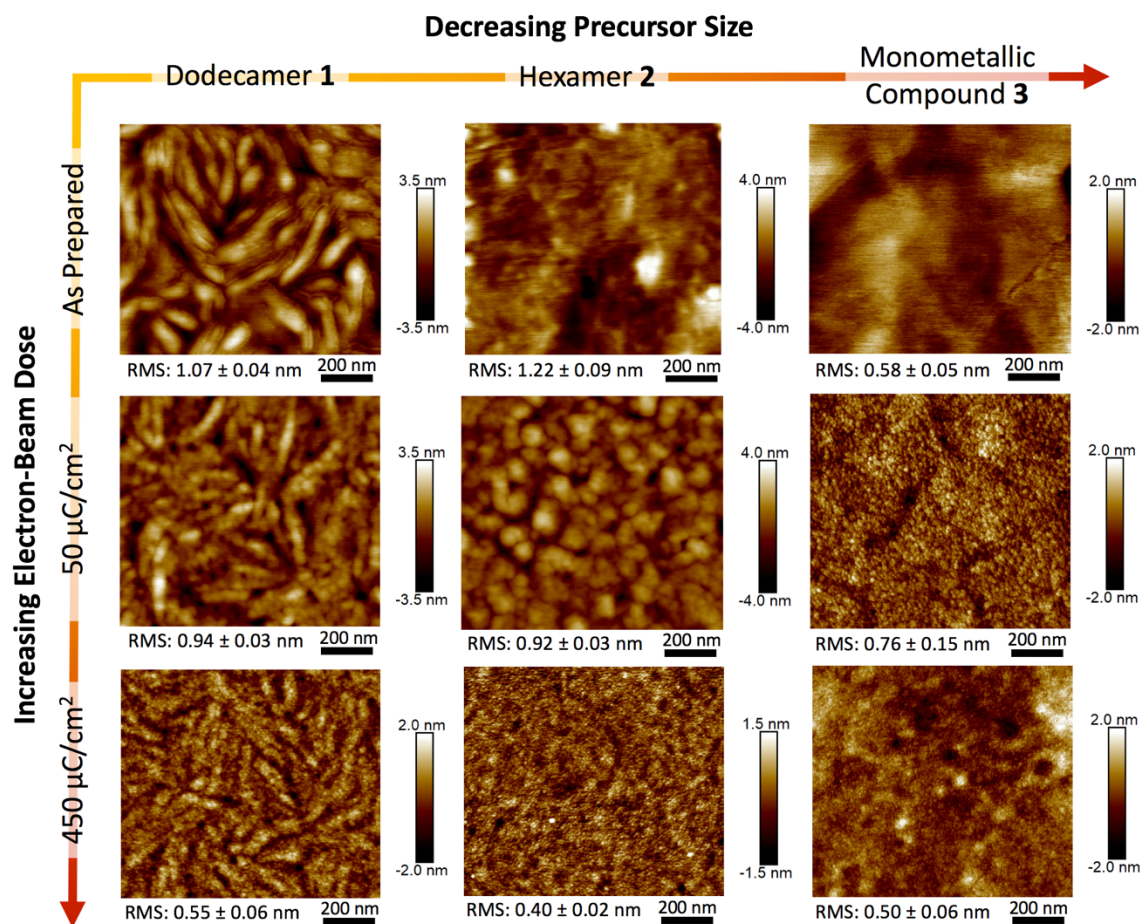 Decreasing Precursor Size
Dodecamer 1
Hexamer 2
Monometallic
Compound 3
Increasing Electron-Beam Dose
As Prepared
3.5 nm
-3.5 nm
RMS: 1.07 ± 0.04 nm
200 nm
4.0 nm
-4.0 nm
RMS: 1.22 ± 0.09 nm
200 nm
2.0 nm
-2.0 nm
RMS: 0.58 ± 0.05 nm
200 nm
50 μC/cm²
3.5 nm
-3.5 nm
RMS: 0.94 ± 0.03 nm
200 nm
4.0 nm
-4.0 nm
RMS: 0.92 ± 0.03 nm
200 nm
2.0 nm
-2.0 nm
RMS: 0.76 ± 0.15 nm
200 nm
450 μC/cm²
2.0 nm
-2.0 nm
RMS: 0.55 ± 0.06 nm
200 nm
1.5 nm
-1.5 nm
RMS: 0.40 ± 0.02 nm
200 nm
2.0 nm
-2.0 nm
RMS: 0.50 ± 0.06 nm
200 nm